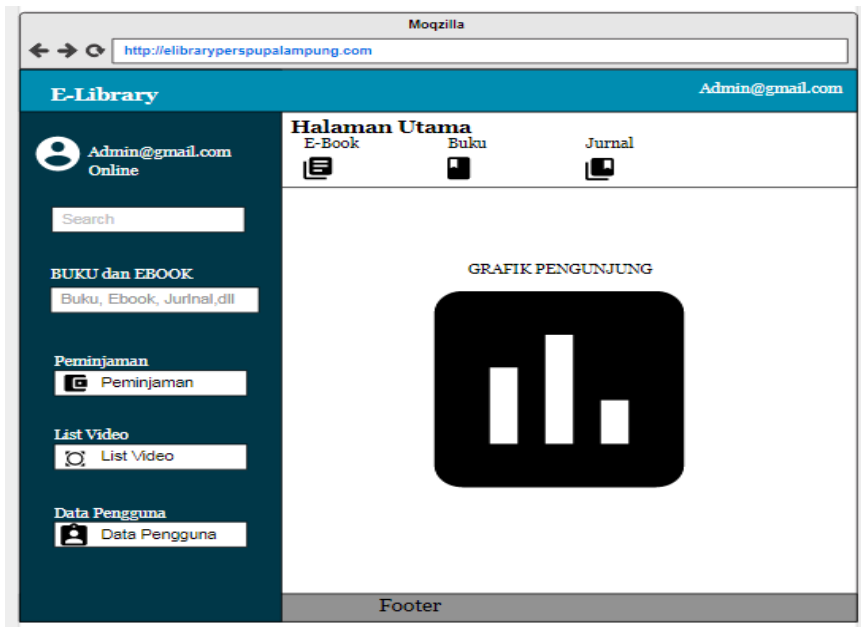 Moqzilla
http://elibraryperspupalampung.com
E-Library
Admin@gmail.com
Admin@gmail.com
Online
Search
BUKU dan EBOOK
Buku, Ebook, Jurlnal,dll
Peminjaman
Peminjaman
List Video
List Video
Data Pengguna
Data Pengguna
Halaman Utama
E-Book Buku Jurnal
GRAFIK PENGUNJUNG
Footer